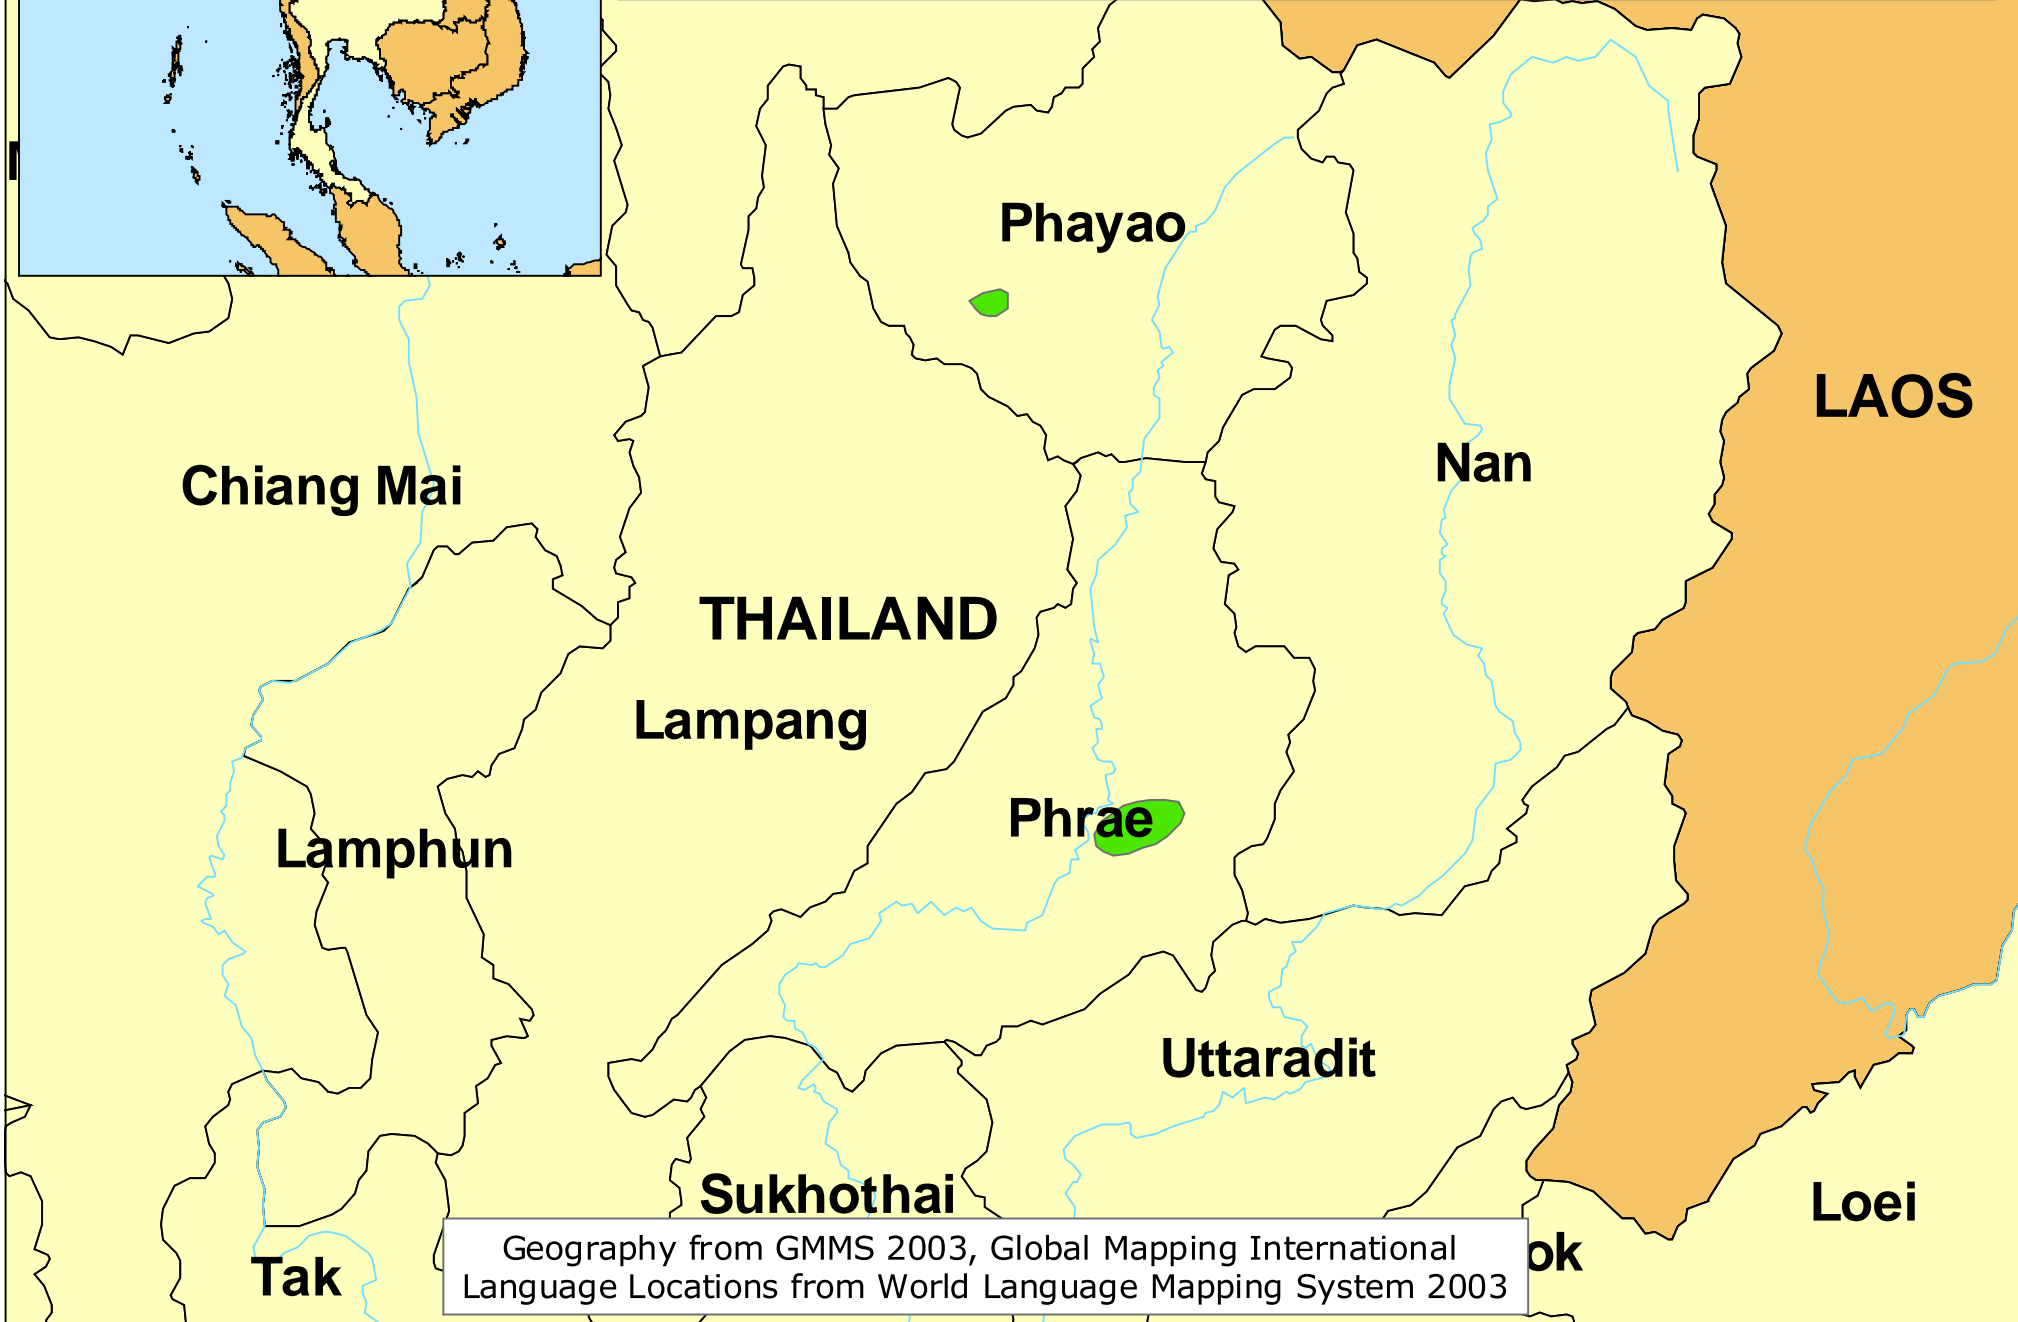 Phayao
LAOS
Nan
Chiang Mai
THAILAND
Lampang
Phrae
Lamphun
Uttaradit
Sukhothai
Loei
Tak
ok
Geography from GMMS 2003, Global Mapping International
Language Locations from World Language Mapping System 2003